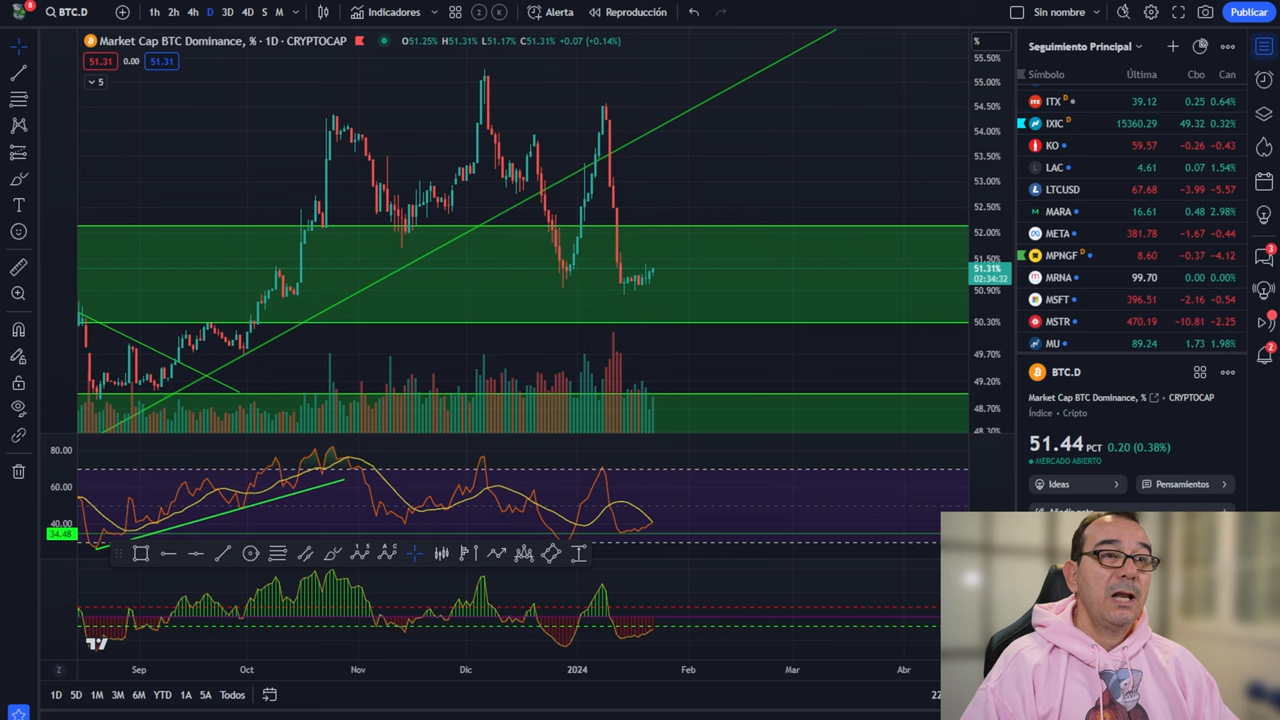 8 BTC.D 1h 2h 4h D 3D 4D S M Indicadores 2 K Alerta Reproducción Sin nombre Publicar
Market Cap BTC Dominance, % · 1D · CRYPTOCAP O51.25% H51.31% L51.17% C51.31% +0.07 (+0.14%)
51.31 0.00 51.31
5
%
55.50%
55.00%
54.50%
54.00%
53.50%
53.00%
52.50%
52.00%
51.50%
51.31%
02:34:32
50.90%
50.30%
49.70%
49.20%
48.70%
48.30%
80.00
60.00
40.00
34.48
Sep Oct Nov Dic 2024 Feb Mar Abr
Z
1D 5D 1M 3M 6M YTD 1A 5A Todos
22
Seguimiento Principal
Símbolo Última Cbo Can
ITX D 39.12 0.25 0.64%
IXIC D 15360.29 49.32 0.32%
KO 59.57 −0.26 −0.43
LAC 4.61 0.07 1.54%
LTCUSD 67.68 −3.99 −5.57
MARA 16.61 0.48 2.98%
META 381.78 −1.67 −0.44
MPNGF D 8.60 −0.37 −4.12
MRNA 99.70 0.00 0.00%
MSFT 396.51 −2.16 −0.54
MSTR 470.19 −10.81 −2.25
MU 89.24 1.73 1.98%
BTC.D
Market Cap BTC Dominance, % • CRYPTOCAP
Índice • Cripto
51.44 PCT 0.20 (0.38%)
MERCADO ABIERTO
Ideas Pensamientos
3
2